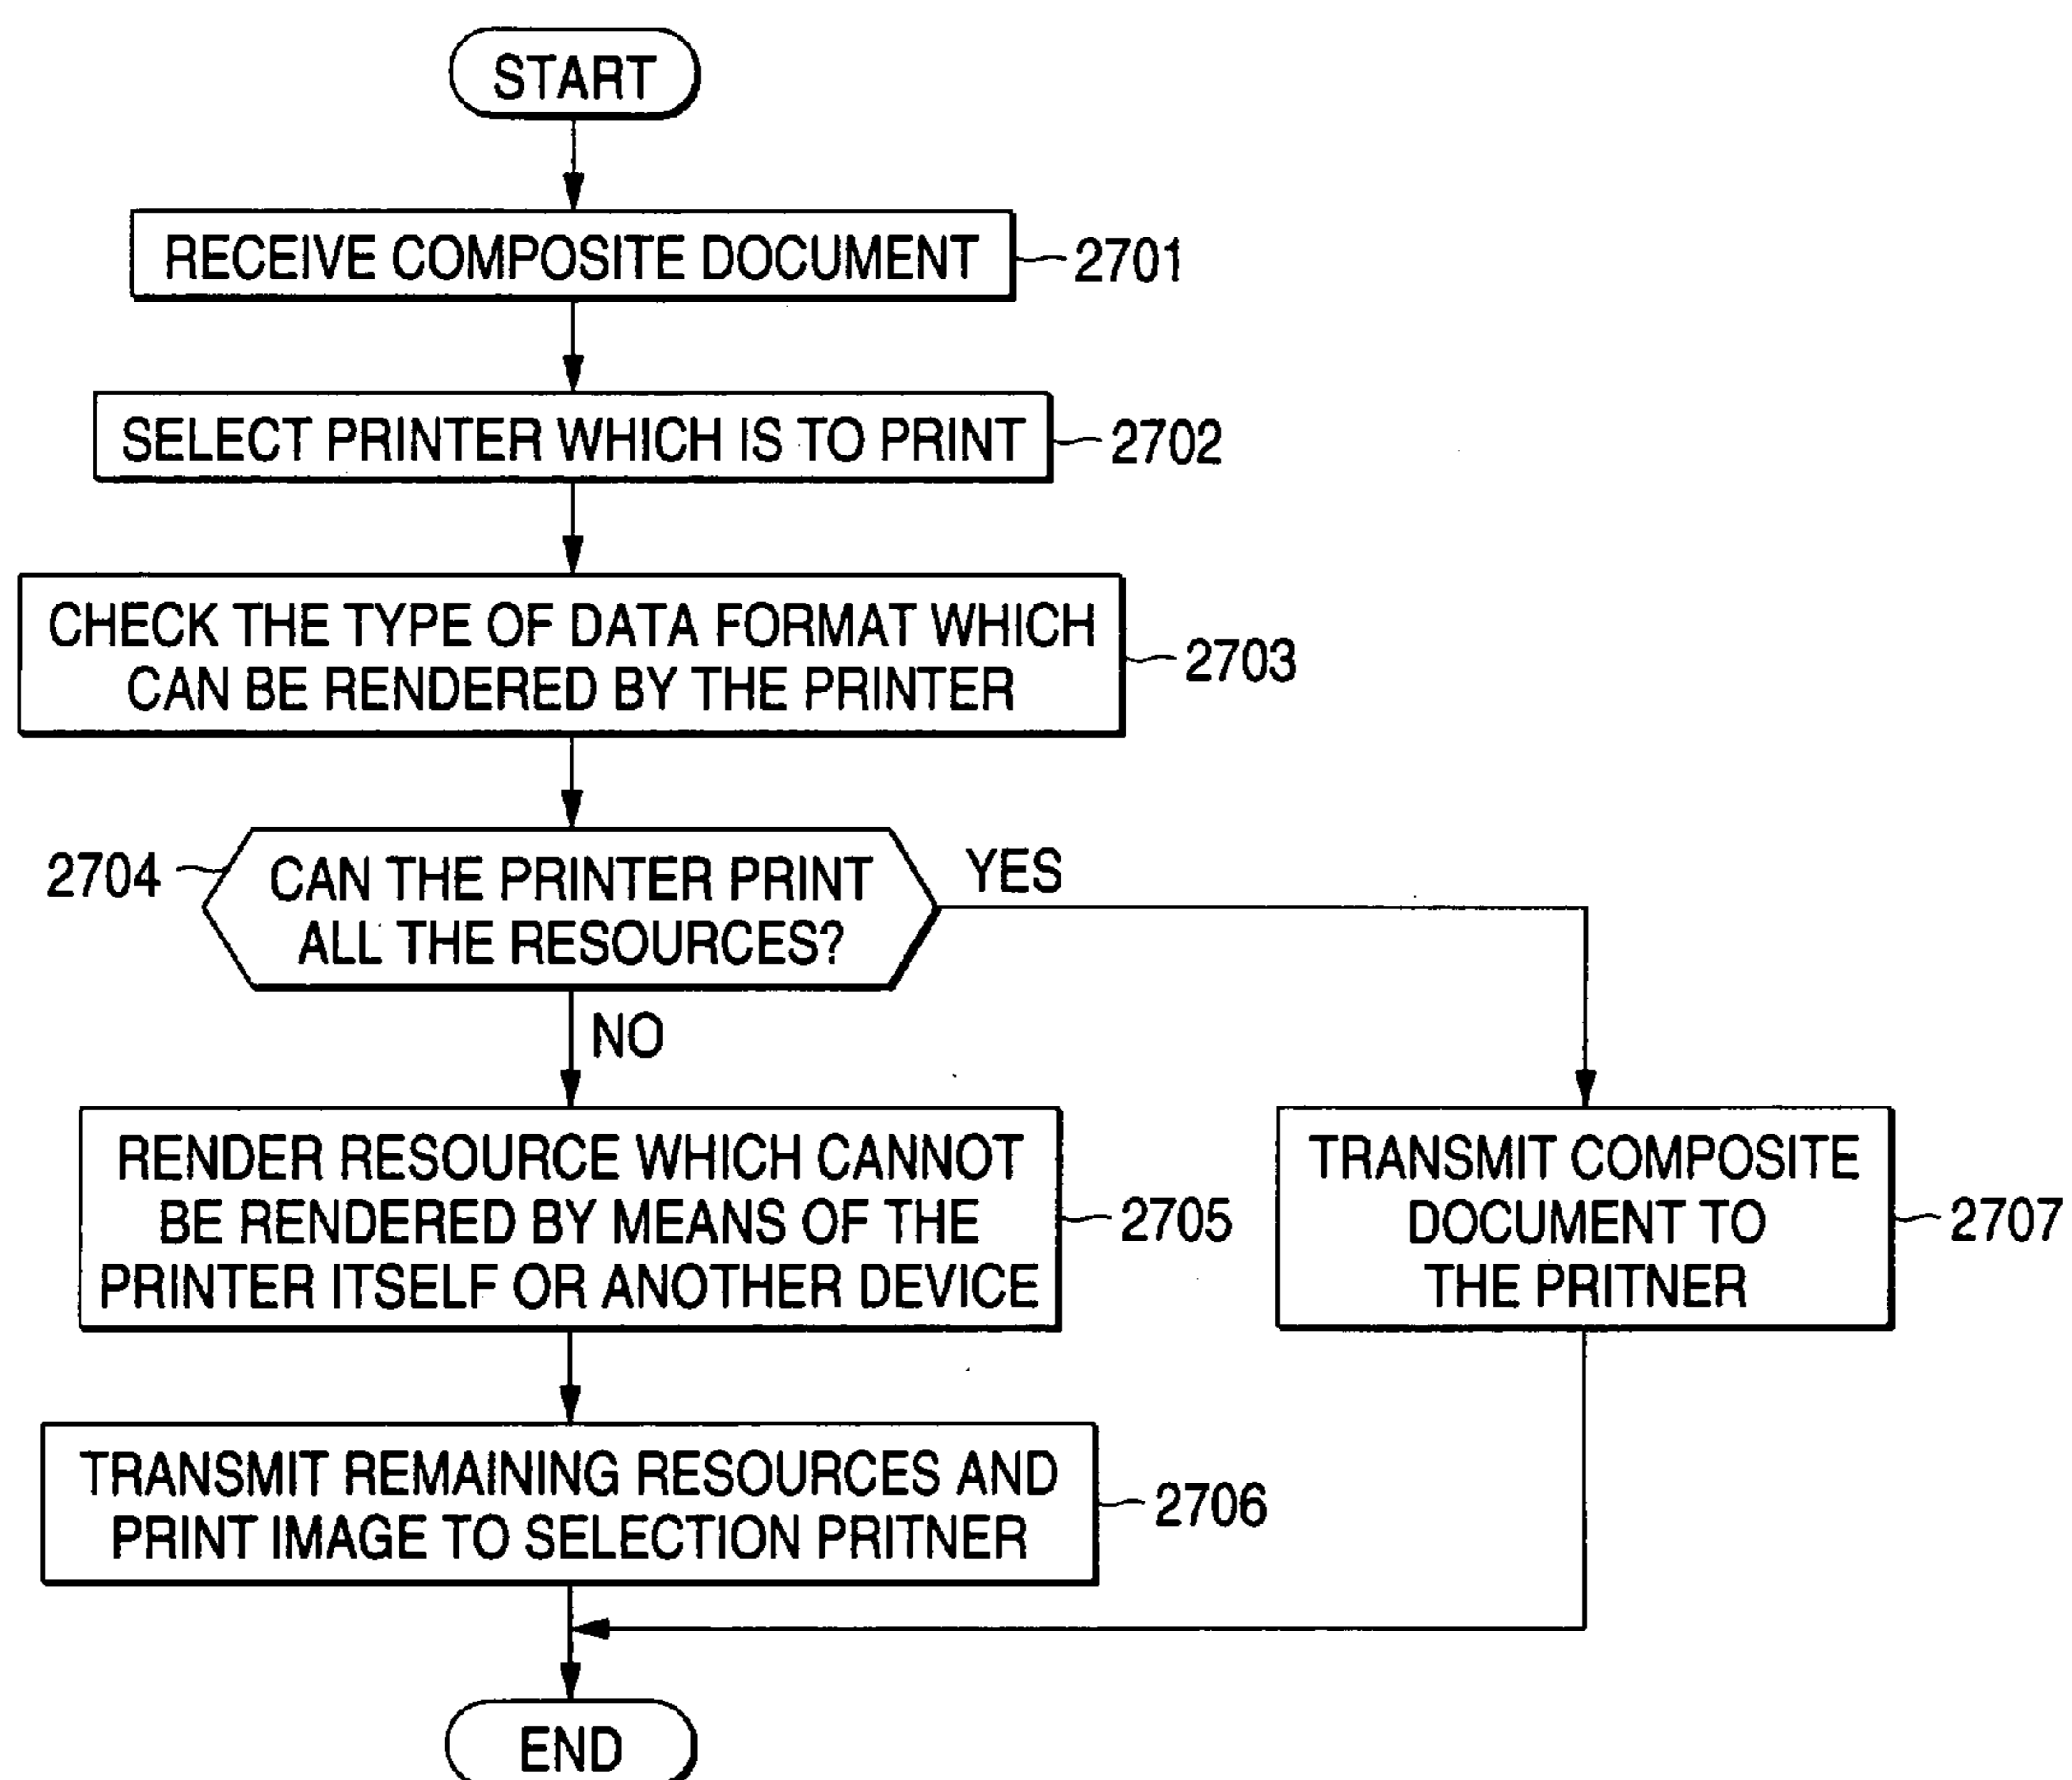 START
RECEIVE COMPOSITE DOCUMENT
2701
SELECT PRINTER WHICH IS TO PRINT
2702
CHECK THE TYPE OF DATA FORMAT WHICH
CAN BE RENDERED BY THE PRINTER
2703
2704
CAN THE PRINTER PRINT
ALL THE RESOURCES?
YES
NO
RENDER RESOURCE WHICH CANNOT
BE RENDERED BY MEANS OF THE
PRINTER ITSELF OR ANOTHER DEVICE
2705
TRANSMIT COMPOSITE
DOCUMENT TO
THE PRITNER
2707
TRANSMIT REMAINING RESOURCES AND
PRINT IMAGE TO SELECTION PRITNER
2706
END